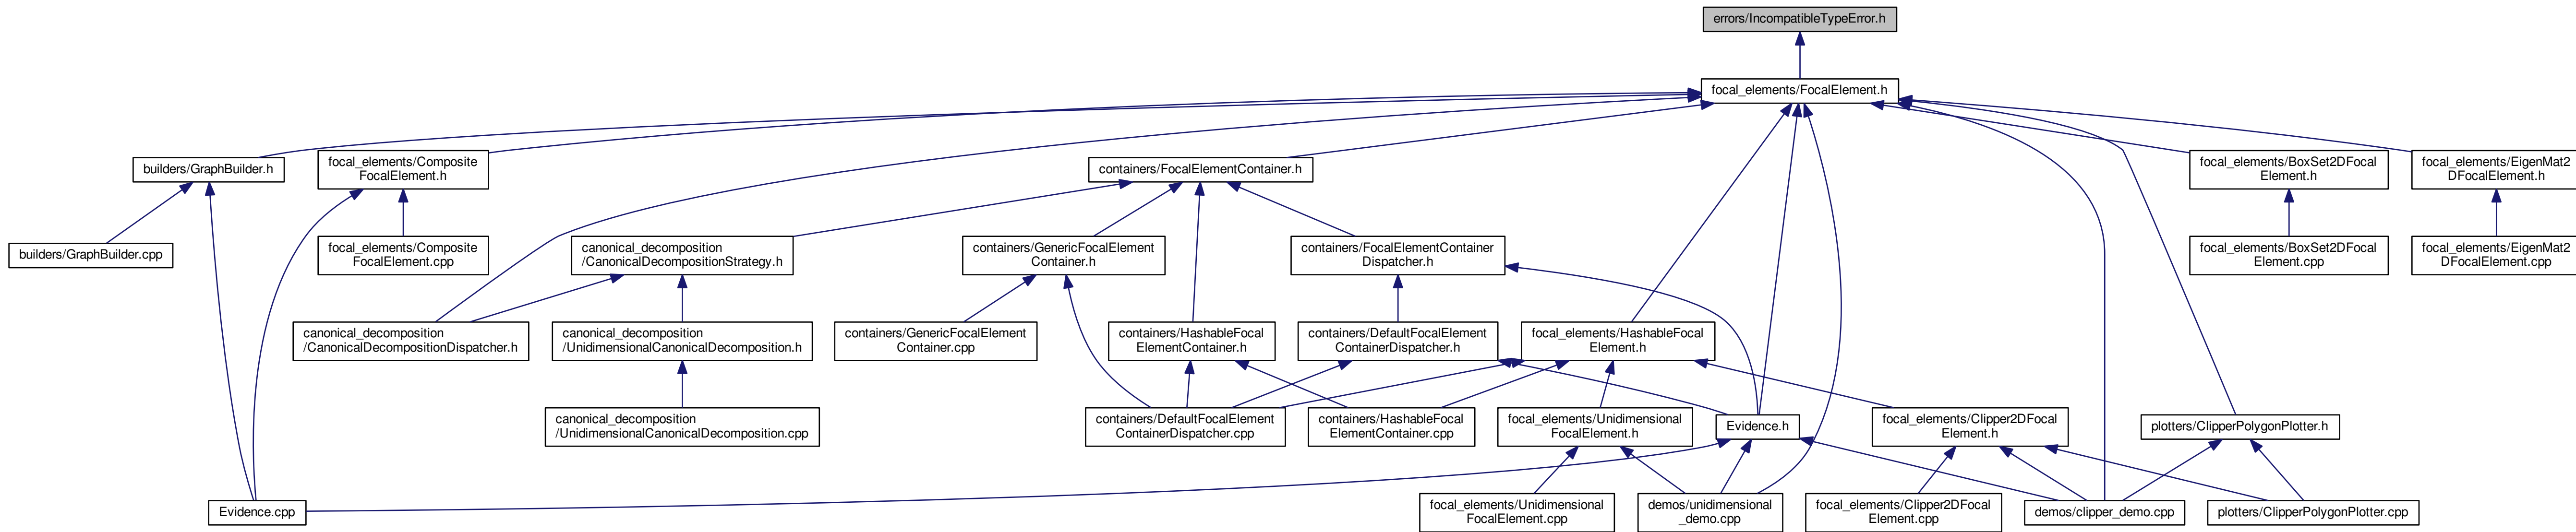 errors/IncompatibleTypeError.h
focal_elements/FocalElement.h
builders/GraphBuilder.h
focal_elements/Composite
FocalElement.h
containers/FocalElementContainer.h
focal_elements/BoxSet2DFocal
Element.h
focal_elements/EigenMat2
DFocalElement.h
builders/GraphBuilder.cpp
focal_elements/Composite
FocalElement.cpp
canonical_decomposition
/CanonicalDecompositionStrategy.h
containers/GenericFocalElement
Container.h
containers/FocalElementContainer
Dispatcher.h
focal_elements/BoxSet2DFocal
Element.cpp
focal_elements/EigenMat2
DFocalElement.cpp
canonical_decomposition
/CanonicalDecompositionDispatcher.h
canonical_decomposition
/UnidimensionalCanonicalDecomposition.h
containers/GenericFocalElement
Container.cpp
containers/HashableFocal
ElementContainer.h
containers/DefaultFocalElement
ContainerDispatcher.h
focal_elements/HashableFocal
Element.h
canonical_decomposition
/UnidimensionalCanonicalDecomposition.cpp
containers/DefaultFocalElement
ContainerDispatcher.cpp
containers/HashableFocal
ElementContainer.cpp
focal_elements/Unidimensional
FocalElement.h
Evidence.h
focal_elements/Clipper2DFocal
Element.h
plotters/ClipperPolygonPlotter.h
Evidence.cpp
focal_elements/Unidimensional
FocalElement.cpp
demos/unidimensional
_demo.cpp
focal_elements/Clipper2DFocal
Element.cpp
demos/clipper_demo.cpp
plotters/ClipperPolygonPlotter.cpp